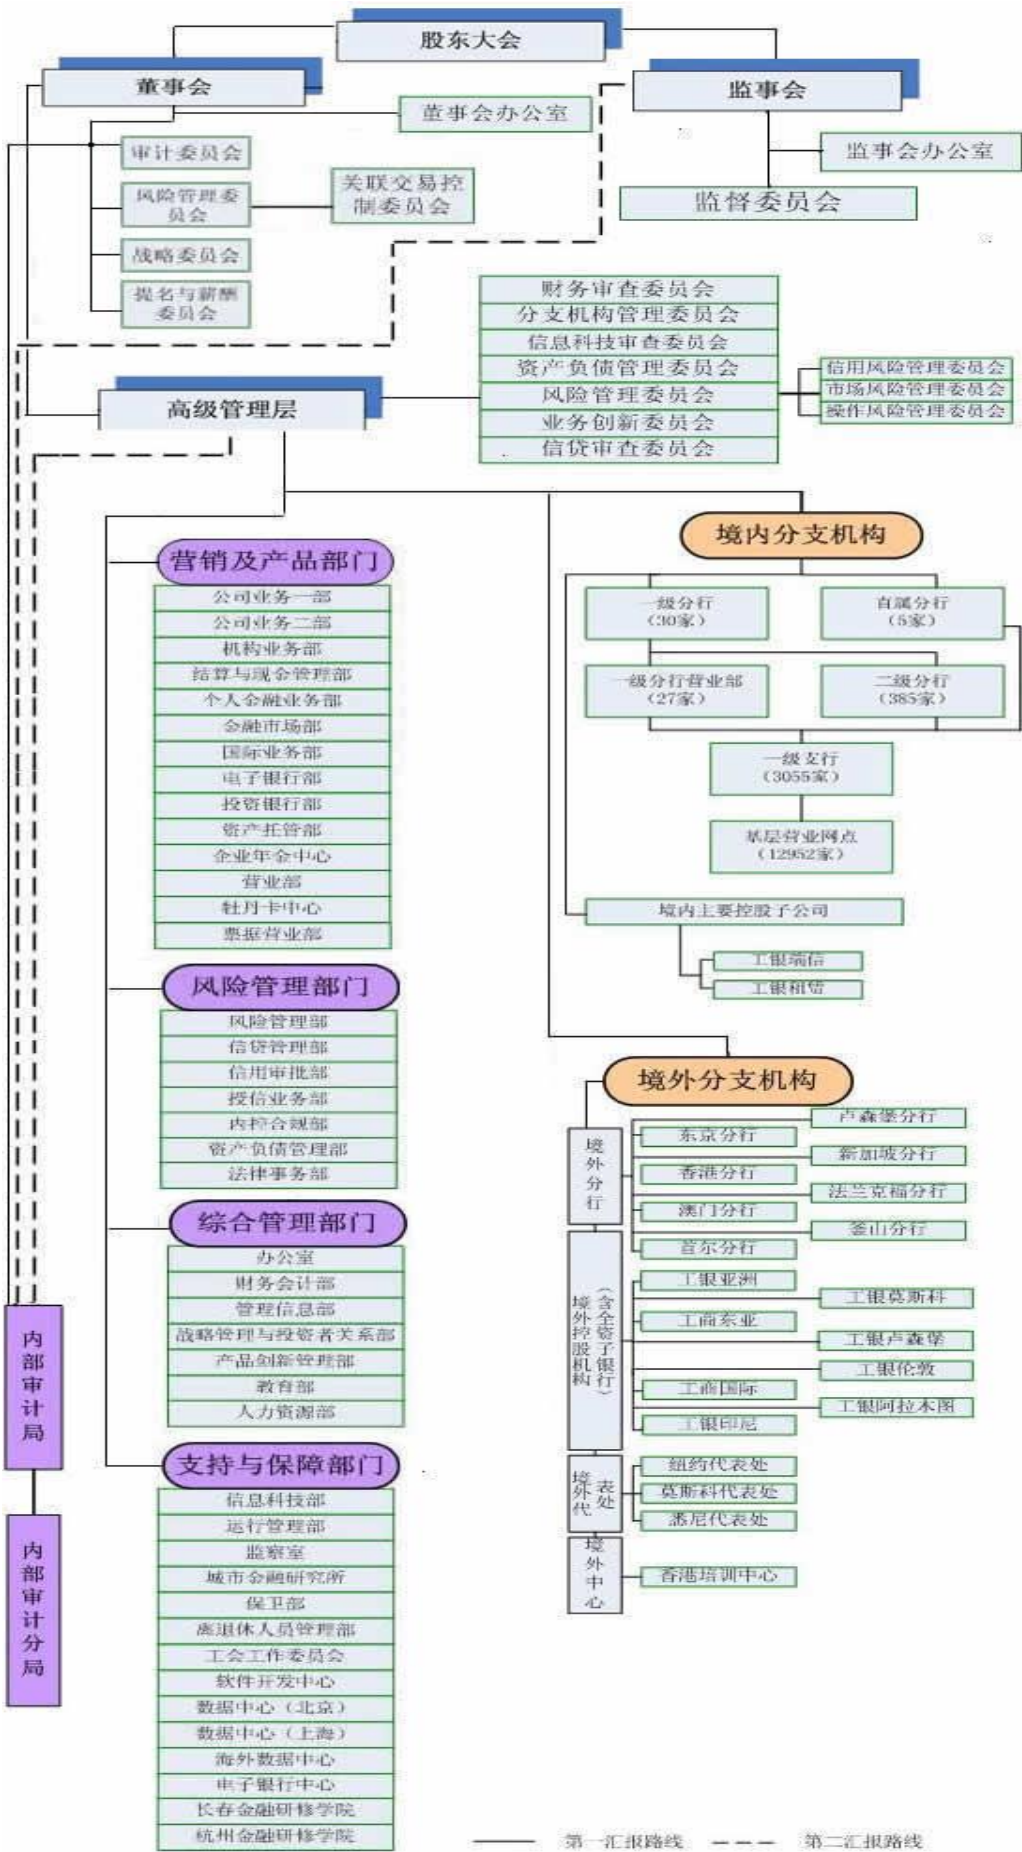 股东大会
董事会
监事会
董事会办公室
监事会办公室
监督委员会
审计委员会
风险管理委
员会
关联交易控
制委员会
战略委员会
提名与薪酬
委员会
财务审查委员会
分支机构管理委员会
信息科技审查委员会
资产负债管理委员会
风险管理委员会
业务创新委员会
信贷审查委员会
信用风险管理委员会
市场风险管理委员会
操作风险管理委员会
高级管理层
营销及产品部门
公司业务一部
公司业务二部
机构业务部
结算与现金管理部
个人金融业务部
金融市场部
国际业务部
电子银行部
投资银行部
资产托管部
企业年金中心
营业部
牡丹卡中心
票据营业部
风险管理部门
风险管理部
信贷管理部
信用审批部
授信业务部
内控合规部
资产负债管理部
法律事务部
综合管理部门
办公室
财务会计部
管理信息部
战略管理与投资者关系部
产品创新管理部
教育部
人力资源部
支持与保障部门
信息科技部
运行管理部
监察室
城市金融研究所
保卫部
离退休人员管理部
工会工作委员会
软件开发中心
数据中心（北京）
数据中心（上海）
海外数据中心
电子银行中心
长春金融研修学院
杭州金融研修学院
内部审计局
内部审计分局
境内分支机构
一级分行
（30家）
直属分行
（5家）
一级分行营业部
（27家）
二级分行
（385家）
一级支行
（3055家）
基层营业网点
（12952家）
境内主要控股子公司
工银瑞信
工银租赁
境外分支机构
境外分行
卢森堡分行
东京分行
新加坡分行
香港分行
法兰克福分行
澳门分行
釜山分行
首尔分行
境外控股机构
（含全资子银行）
工银亚洲
工银莫斯科
工商东亚
工银卢森堡
工银伦敦
工商国际
工银阿拉木图
工银印尼
境外代
表处
纽约代表处
莫斯科代表处
悉尼代表处
境外中心
香港培训中心
第一汇报路线
第二汇报路线